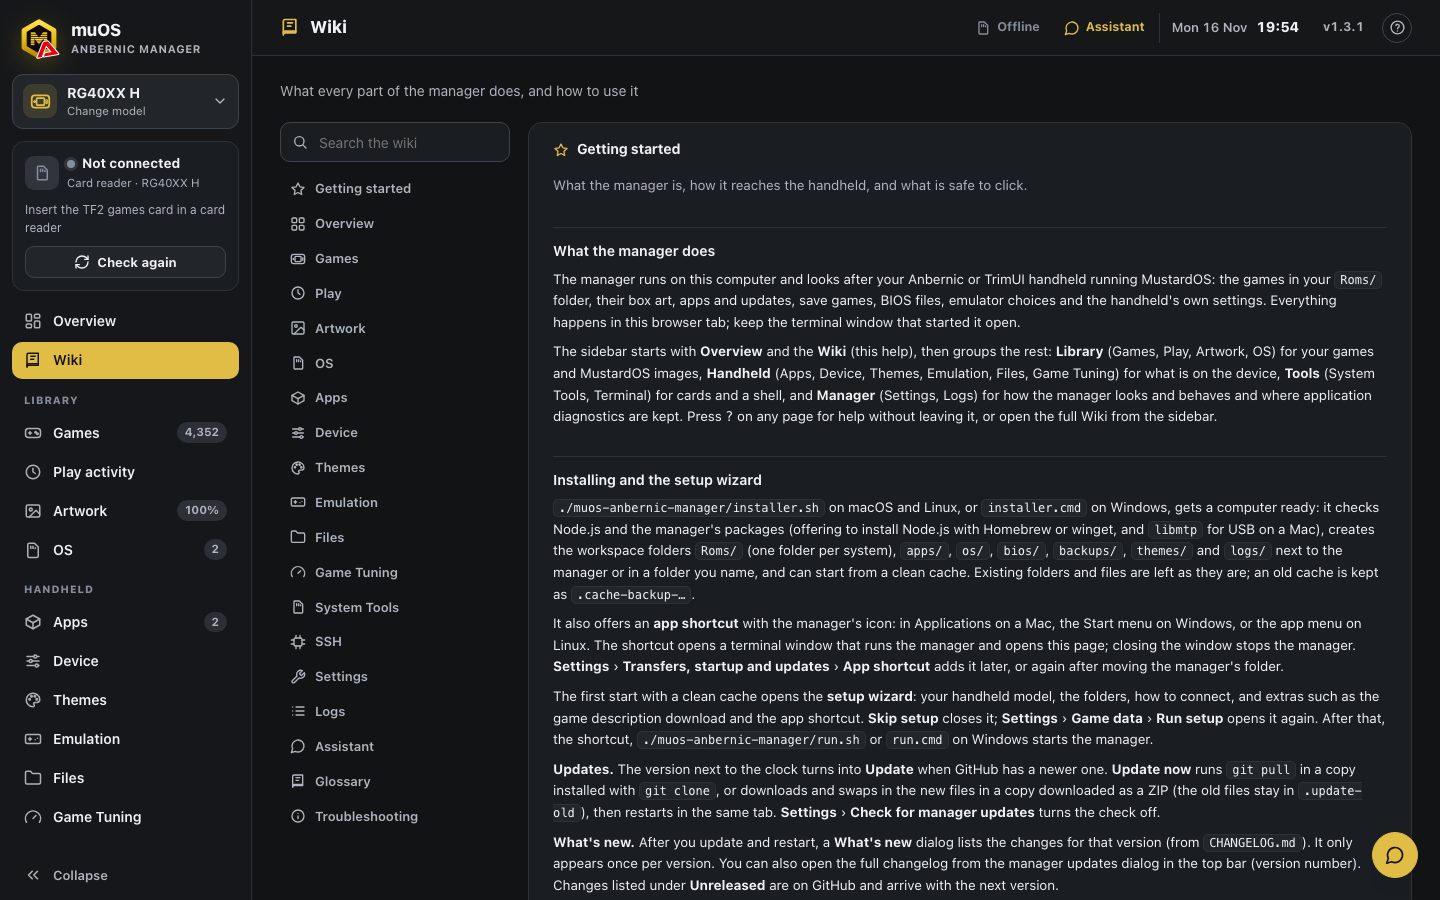 muOS
ANBERNIC MANAGER
RG40XX H
Change model
Not connected
Card reader · RG40XX H
Insert the TF2 games card in a card
reader
Check again
Overview
Wiki
LIBRARY
Games 4,352
Play activity
Artwork 100%
OS 2
HANDHELD
Apps 2
Device
Themes
Emulation
Files
Game Tuning
Collapse
Wiki
Offline
Assistant
Mon 16 Nov 19:54
v1.3.1
What every part of the manager does, and how to use it
Search the wiki
Getting started
Overview
Games
Play
Artwork
OS
Apps
Device
Themes
Emulation
Files
Game Tuning
System Tools
SSH
Settings
Logs
Assistant
Glossary
Troubleshooting
Getting started
What the manager is, how it reaches the handheld, and what is safe to click.
What the manager does
The manager runs on this computer and looks after your Anbernic or TrimUI handheld running MustardOS: the games in your Roms/
folder, their box art, apps and updates, save games, BIOS files, emulator choices and the handheld's own settings. Everything
happens in this browser tab; keep the terminal window that started it open.
The sidebar starts with Overview and the Wiki (this help), then groups the rest: Library (Games, Play, Artwork, OS) for your games
and MustardOS images, Handheld (Apps, Device, Themes, Emulation, Files, Game Tuning) for what is on the device, Tools (System
Tools, Terminal) for cards and a shell, and Manager (Settings, Logs) for how the manager looks and behaves and where application
diagnostics are kept. Press ? on any page for help without leaving it, or open the full Wiki from the sidebar.
Installing and the setup wizard
./muos-anbernic-manager/installer.sh on macOS and Linux, or installer.cmd on Windows, gets a computer ready: it checks
Node.js and the manager's packages (offering to install Node.js with Homebrew or winget, and libmtp for USB on a Mac), creates
the workspace folders Roms/ (one folder per system), apps/, os/, bios/, backups/, themes/ and logs/ next to the
manager or in a folder you name, and can start from a clean cache. Existing folders and files are left as they are; an old cache is kept
as .cache-backup-….
It also offers an app shortcut with the manager's icon: in Applications on a Mac, the Start menu on Windows, or the app menu on
Linux. The shortcut opens a terminal window that runs the manager and opens this page; closing the window stops the manager.
Settings › Transfers, startup and updates › App shortcut adds it later, or again after moving the manager's folder.
The first start with a clean cache opens the setup wizard: your handheld model, the folders, how to connect, and extras such as the
game description download and the app shortcut. Skip setup closes it; Settings › Game data › Run setup opens it again. After that,
the shortcut, ./muos-anbernic-manager/run.sh or run.cmd on Windows starts the manager.
Updates. The version next to the clock turns into Update when GitHub has a newer one. Update now runs git pull in a copy
installed with git clone, or downloads and swaps in the new files in a copy downloaded as a ZIP (the old files stay in .update-
old), then restarts in the same tab. Settings › Check for manager updates turns the check off.
What's new. After you update and restart, a What's new dialog lists the changes for that version (from CHANGELOG.md). It only
appears once per version. You can also open the full changelog from the manager updates dialog in the top bar (version number).
Changes listed under Unreleased are on GitHub and arrive with the next version.